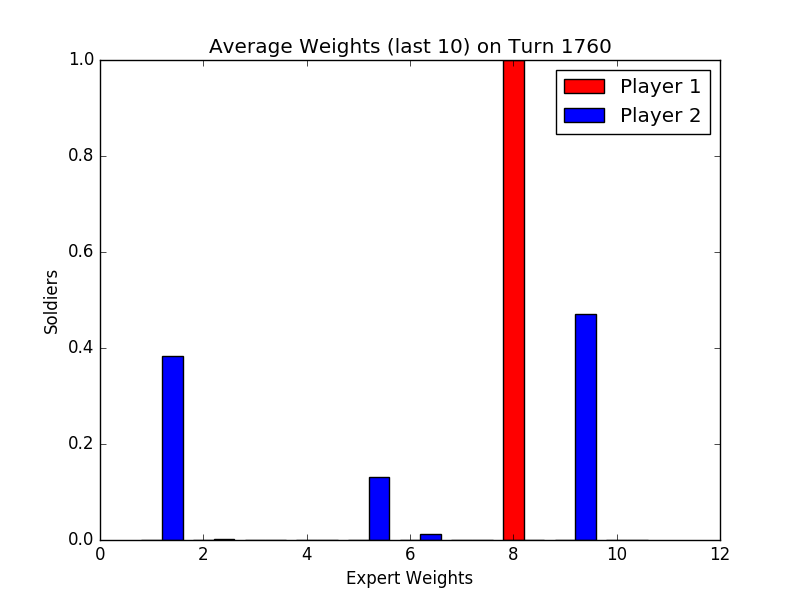 Average Weights (last 10) on Turn 1760
1.0
0.8
0.6
0.4
0.2
0.0
Soldiers
Player 1
Player 2
0 2 4 6 8 10 12
Expert Weights